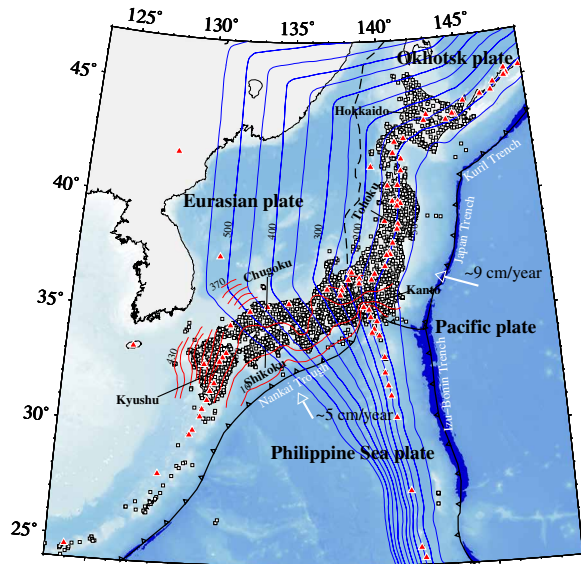 125° 130° 135° 140° 145°
45°
40°
35°
30°
25°
Okhotsk plate
Hokkaido
Kuril Trench
Eurasian plate
Tohoku
Japan Trench
500
400
300
200
370
Chugoku
~9 cm/year
Kanto
Pacific plate
430
Shikoku
Kyushu
Nankai Trough
~5 cm/year
Izu-Bonin Trench
Philippine Sea plate